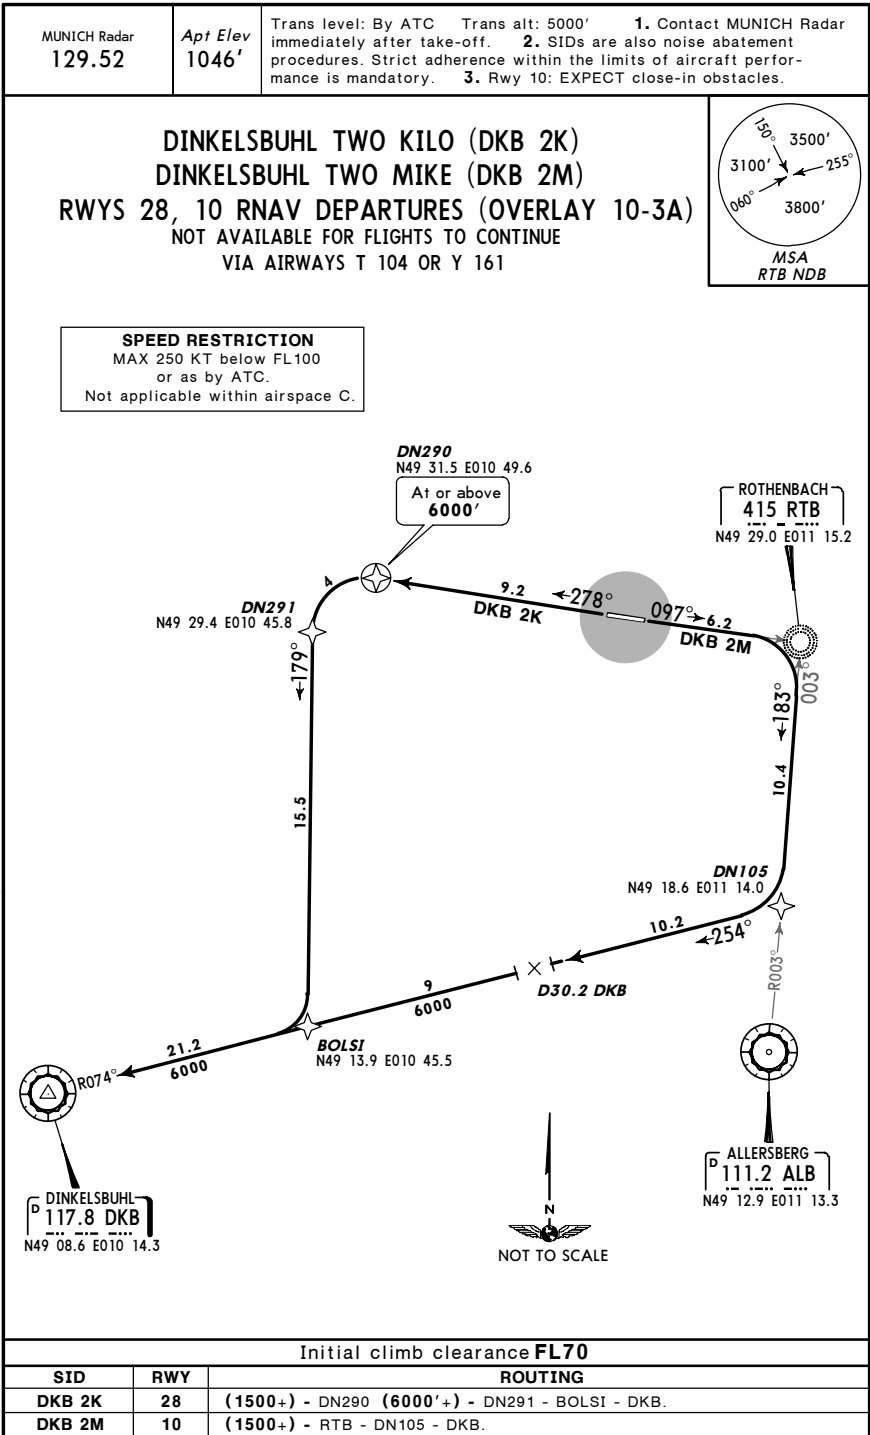 MUNICH Radar
129.52
Apt Elev
1046'
Trans level: By ATC Trans alt: 5000' 1. Contact MUNICH Radar
immediately after take-off. 2. SIDs are also noise abatement
procedures. Strict adherence within the limits of aircraft perfor-
mance is mandatory. 3. Rwy 10: EXPECT close-in obstacles.
DINKELSBUHL TWO KILO (DKB 2K)
DINKELSBUHL TWO MIKE (DKB 2M)
RWYS 28, 10 RNAV DEPARTURES (OVERLAY 10-3A)
NOT AVAILABLE FOR FLIGHTS TO CONTINUE
VIA AIRWAYS T 104 OR Y 161
150°
3500'
3100'
255°
060°
3800'
MSA
RTB NDB
SPEED RESTRICTION
MAX 250 KT below FL100
or as by ATC.
Not applicable within airspace C.
DN290
N49 31.5 E010 49.6
At or above
6000'
ROTHENBACH
415 RTB
N49 29.0 E011 15.2
4
9.2
278°
DKB 2K
097°
6.2
DKB 2M
DN291
N49 29.4 E010 45.8
179°
003°
183°
15.5
10.4
DN105
N49 18.6 E011 14.0
10.2
254°
D30.2 DKB
R003°
9
6000
BOLSI
N49 13.9 E010 45.5
21.2
6000
R074°
DINKELSBUHL
D 117.8 DKB
N49 08.6 E010 14.3
ALLERSBERG
D 111.2 ALB
N49 12.9 E011 13.3
N
NOT TO SCALE
Initial climb clearance FL70
SID RWY ROUTING
DKB 2K 28 (1500+) - DN290 (6000'+) - DN291 - BOLSI - DKB.
DKB 2M 10 (1500+) - RTB - DN105 - DKB.